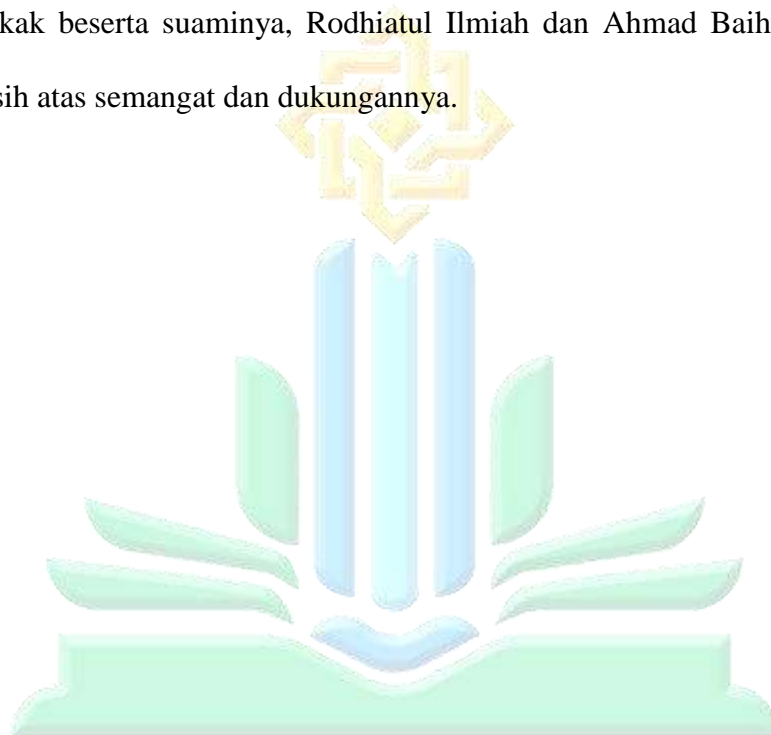 kak beserta suaminya, Rodhiatul Ilmiah dan Ahmad Baih
sih atas semangat dan dukungannya.